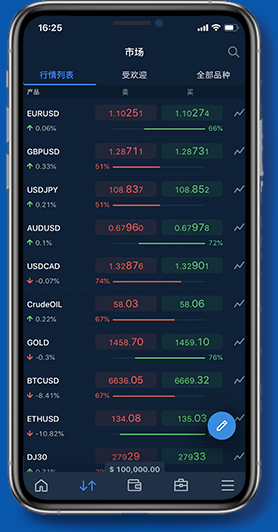 16:25
市场
行情列表 受欢迎 全部品种
产品 卖 买
EURUSD 1.10251 1.10274
0.06% 66%
GBPUSD 1.28711 1.28731
0.33% 51%
USDJPY 108.837 108.852
0.21% 51%
AUDUSD 0.67960 0.67978
0.1% 72%
USDCAD 1.32876 1.32901
-0.07% 74%
CrudeOIL 58.03 58.06
0.22% 67%
GOLD 1458.70 1459.10
-0.3% 76%
BTCUSD 6636.05 6669.32
-8.41% 67%
ETHUSD 134.08 135.03
-10.82%
DJ30 27929 27933
$ 100,000.00